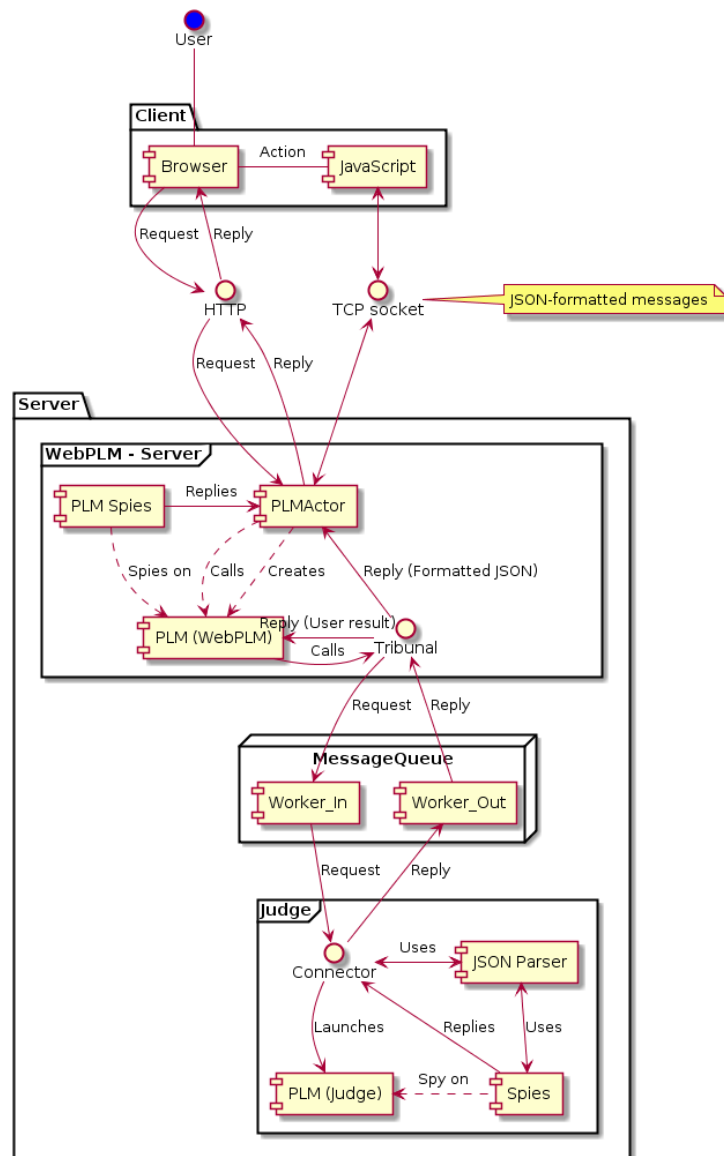 User
Client
Browser
Action
JavaScript
Request
Reply
HTTP
TCP socket
JSON-formatted messages
Request
Reply
Server
WebPLM - Server
PLM Spies
Replies
PLMActor
Spies on
Calls
Creates
Reply (Formatted JSON)
PLM (WebPLM)
Reply (User result)
Calls
Tribunal
Request
Reply
MessageQueue
Worker_In
Worker_Out
Request
Reply
Judge
Connector
Uses
JSON Parser
Launches
Replies
Uses
PLM (Judge)
Spy on
Spies